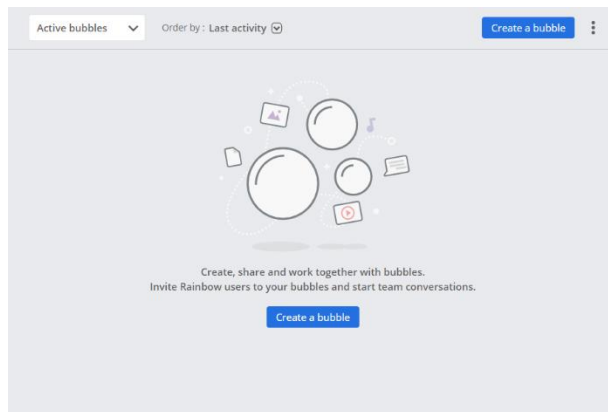 Active bubbles
Order by : Last activity
Create a bubble
Create, share and work together with bubbles.
Invite Rainbow users to your bubbles and start team conversations.
Create a bubble